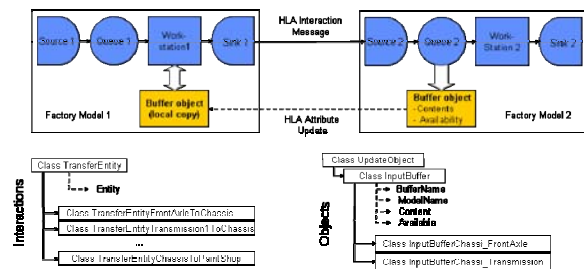 Source 1
Queue 1
Work-
station1
Sink 1
HLA Interaction
Message
Source 2
Queue 2
Work-
Station 2
Sink 2
Buffer object
(local copy)
Factory Model 1
HLA Attribute
Update
Buffer object
- Contents
- Availability
Factory Model 2
Interactions
Class TransferEntity
Entity
Class TransferEntityFrontAxleToChassis
Class TransferEntityTransmission1ToChassis
...
Class TransferEntityChassisToPaintShop
Objects
Class UpdateObject
Class InputBuffer
BufferName
ModelName
Content
Available
Class InputBufferChassi_FrontAxle
Class InputBufferChassi_Transmission